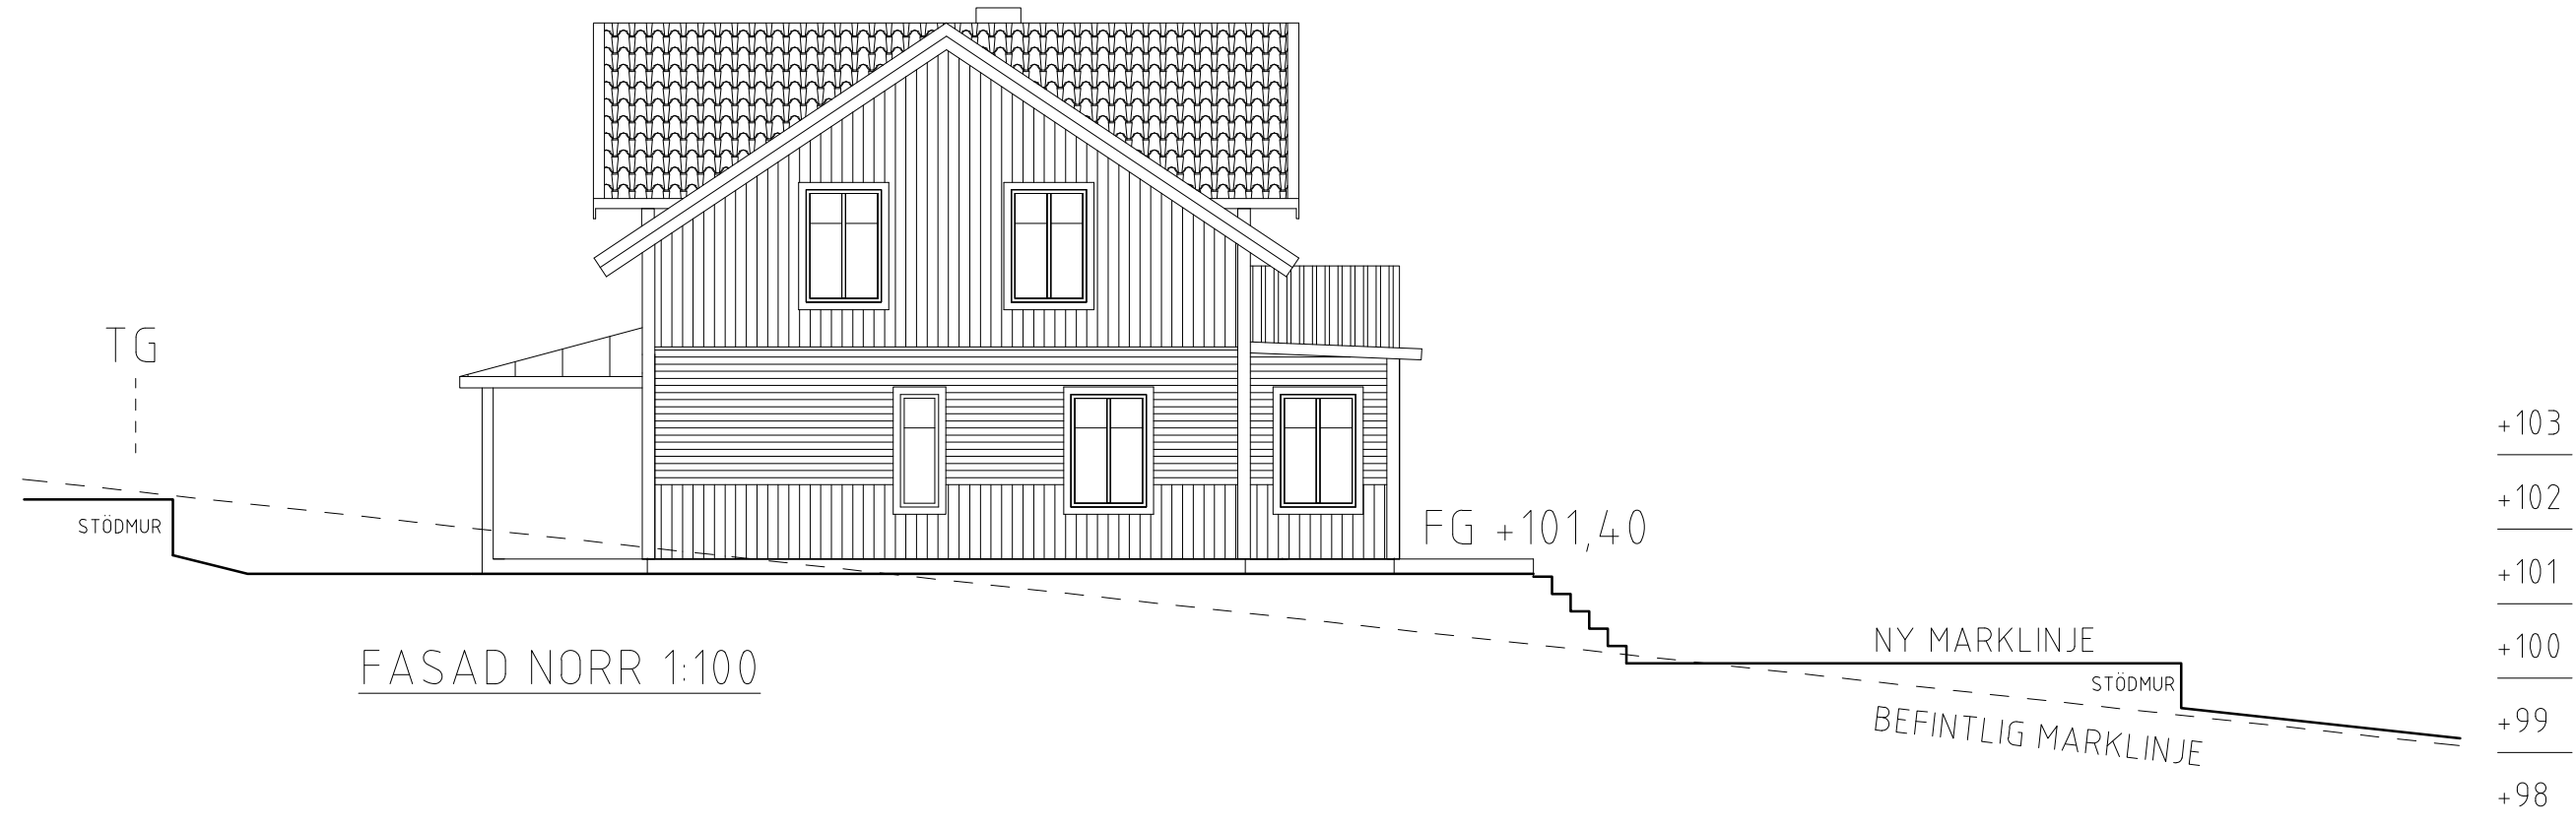 TG
STÖDMUR
FG +101,40
FASAD NORR 1:100
NY MARKLINJE
STÖDMUR
BEFINTLIG MARKLINJE
+103
+102
+101
+100
+99
+98